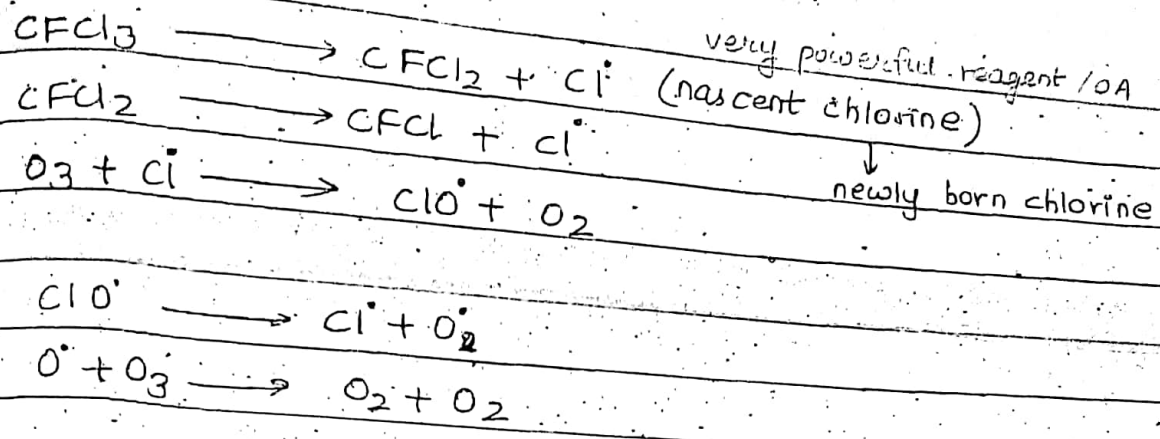 CFCl3 ⟶ CFCl2 + Cl• (nascent chlorine) very powerful reagent / OA
↓
newly born chlorine
CFCl2 ⟶ CFCl + Cl•
O3 + Cl• ⟶ ClO• + O2
ClO• ⟶ Cl• + O•
O• + O3 ⟶ O2 + O2